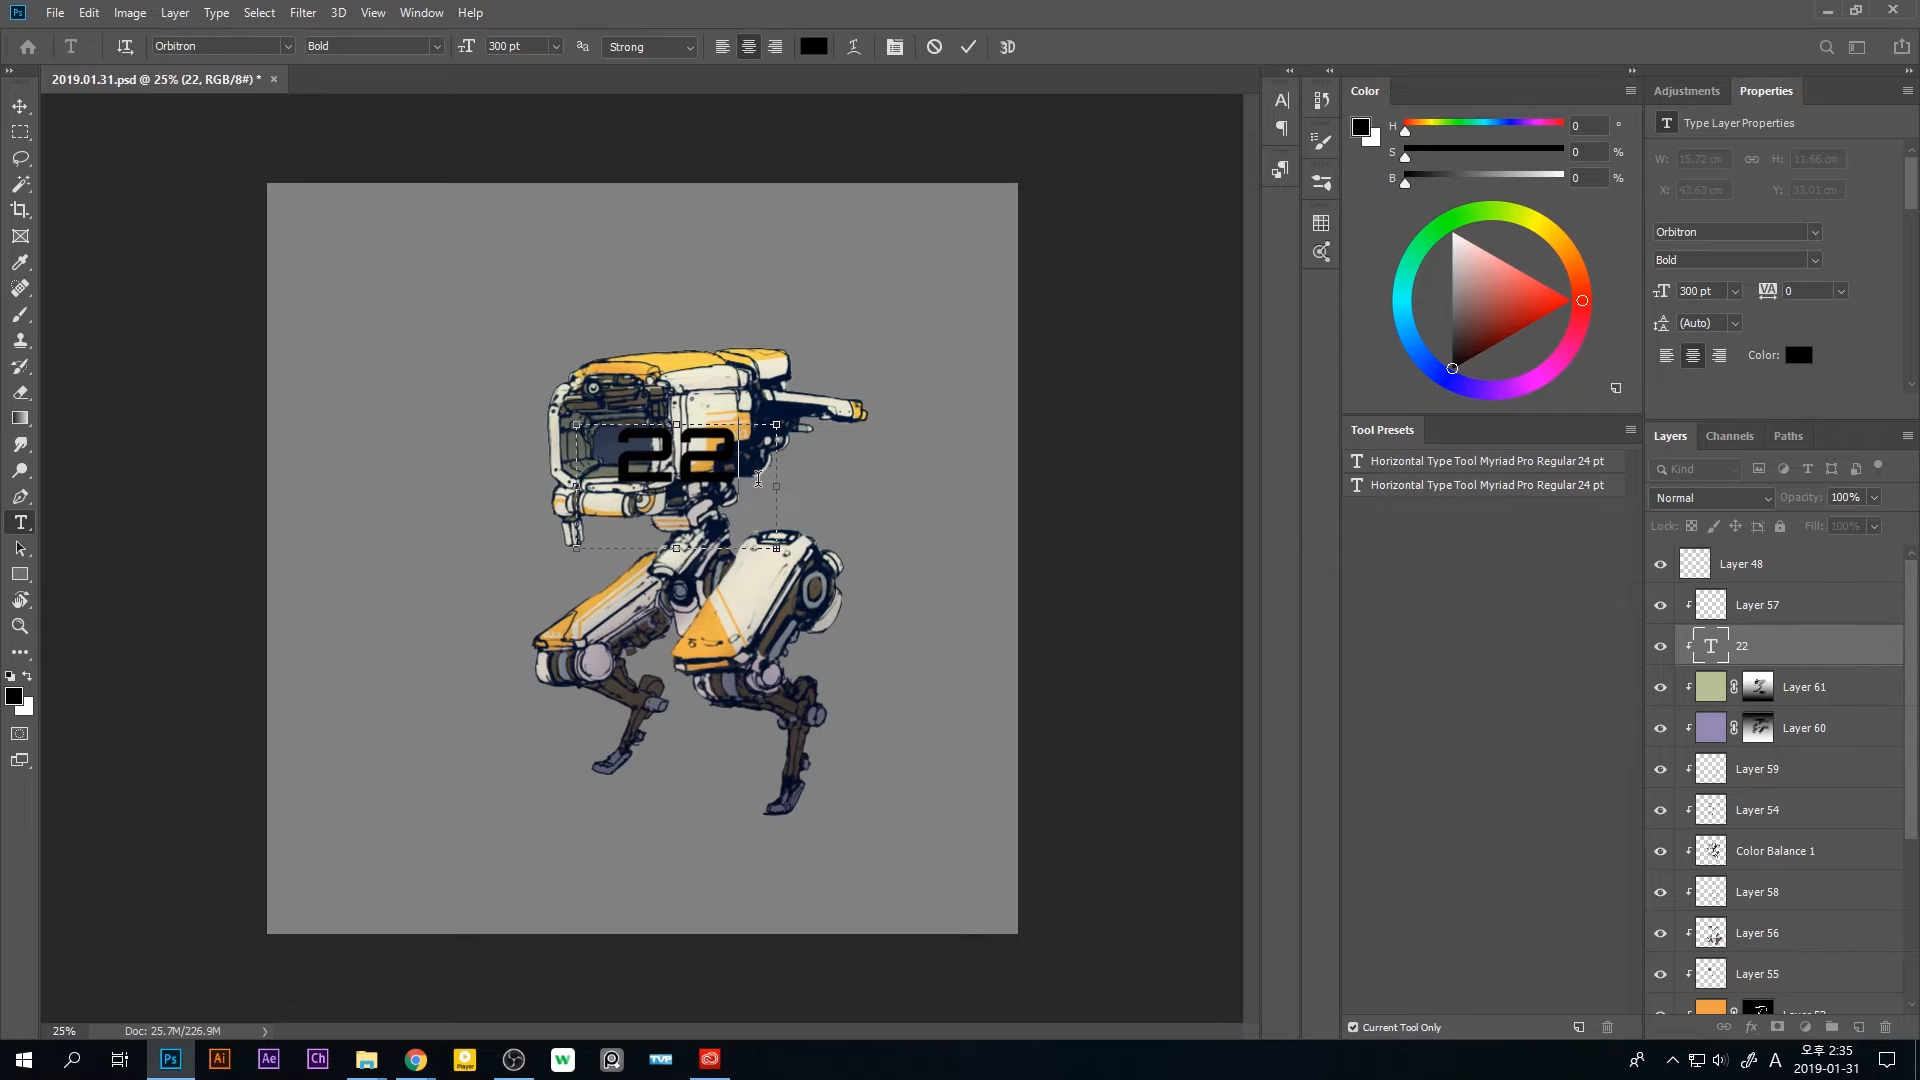 Ps File Edit Image Layer Type Select Filter 3D View Window Help
T Orbitron Bold 300 pt aa Strong 3D
2019.01.31.psd @ 25% (22, RGB/8#) * ×
22
25% Doc: 25.7M/226.9M
Color
H 0 °
S 0 %
B 0 %
Tool Presets
T Horizontal Type Tool Myriad Pro Regular 24 pt
T Horizontal Type Tool Myriad Pro Regular 24 pt
Current Tool Only
Adjustments Properties
T Type Layer Properties
W: 15.72 cm H: 11.66 cm
X: 43.63 cm Y: 33.01 cm
Orbitron
Bold
300 pt VA 0
(Auto)
Color:
Layers Channels Paths
Kind
Normal Opacity: 100%
Lock: Fill: 100%
Layer 48
Layer 57
T 22
Layer 61
Layer 60
Layer 59
Layer 54
Color Balance 1
Layer 58
Layer 56
Layer 55
Ps Ai Ae Ch Player W TVP A 오후 2:35
2019-01-31